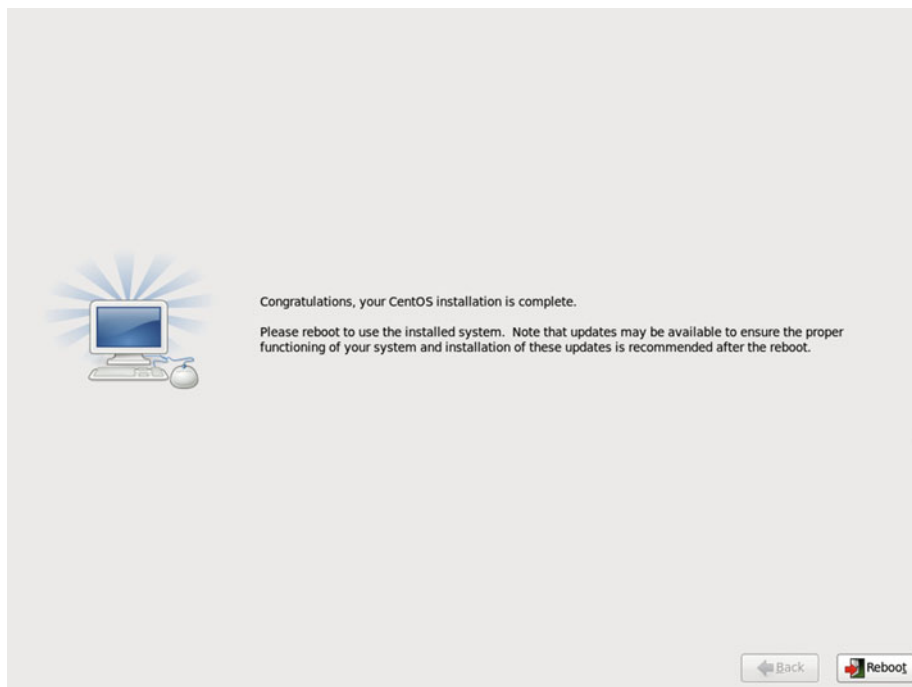 Congratulations, your CentOS installation is complete.
Please reboot to use the installed system.  Note that updates may be available to ensure the proper
functioning of your system and installation of these updates is recommended after the reboot.
Back
Reboot